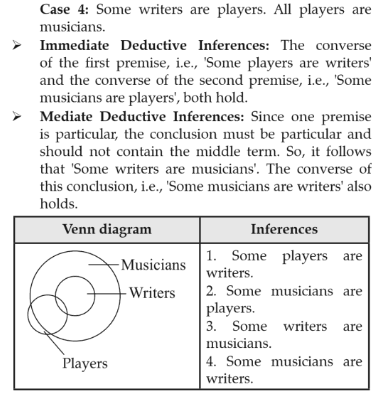 Case 4: Some writers are players. All players are
musicians.
➢ Immediate Deductive Inferences: The converse
of the first premise, i.e., 'Some players are writers'
and the converse of the second premise, i.e., 'Some
musicians are players', both hold.
➢ Mediate Deductive Inferences: Since one premise
is particular, the conclusion must be particular and
should not contain the middle term. So, it follows
that 'Some writers are musicians'. The converse of
this conclusion, i.e., 'Some musicians are writers' also
holds.
Venn diagram
Musicians
Writers
Players
Inferences
1. Some players are
writers.
2. Some musicians are
players.
3. Some writers are
musicians.
4. Some musicians are
writers.